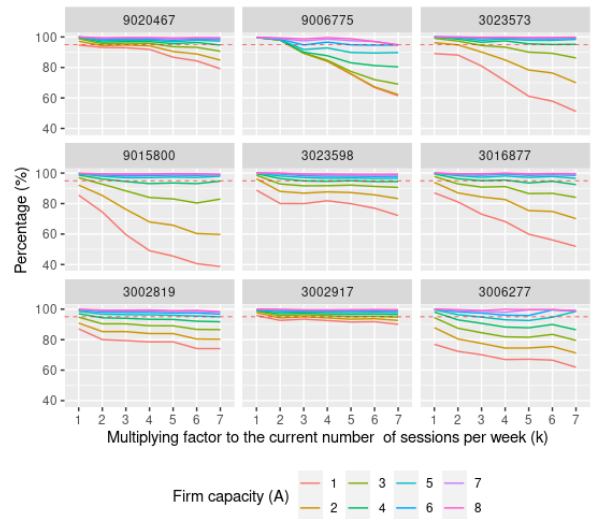 9020467 9006775 3023573
100
80
60
40
9015800 3023598 3016877
100
80
60
40
Percentage (%)
3002819 3002917 3006277
100
80
60
40
1 2 3 4 5 6 7 1 2 3 4 5 6 7 1 2 3 4 5 6 7
Multiplying factor to the current number of sessions per week (k)
Firm capacity (A) 1 3 5 7
2 4 6 8